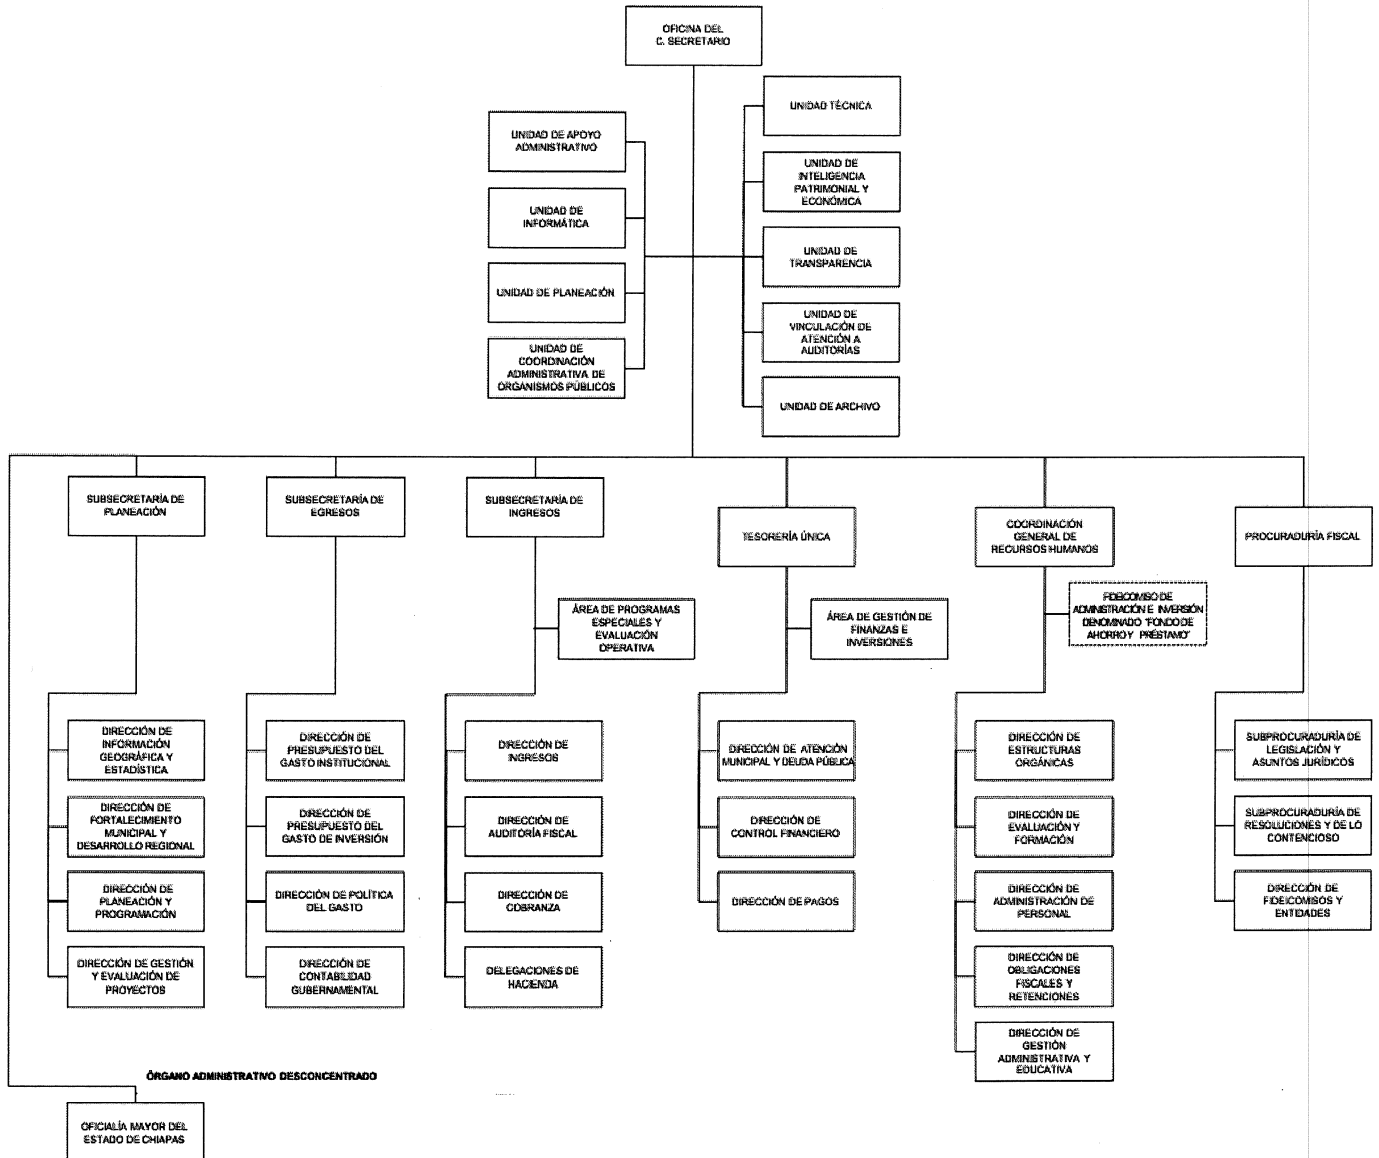 OFICINA DEL
C. SECRETARIO
UNIDAD DE APOYO
ADMINISTRATIVO
UNIDAD DE
INFORMÁTICA
UNIDAD DE PLANEACIÓN
UNIDAD DE
COORDINACIÓN
ADMINISTRATIVA DE
ORGANISMOS PÚBLICOS
UNIDAD TÉCNICA
UNIDAD DE
INTELIGENCIA
PATRIMONIAL Y
ECONÓMICA
UNIDAD DE
TRANSPARENCIA
UNIDAD DE
VINCULACIÓN DE
ATENCIÓN A
AUDITORÍAS
UNIDAD DE ARCHIVO
SUBSECRETARÍA DE
PLANEACIÓN
SUBSECRETARÍA DE
EGRESOS
SUBSECRETARÍA DE
INGRESOS
TESORERÍA ÚNICA
COORDINACIÓN
GENERAL DE
RECURSOS HUMANOS
PROCURADURÍA FISCAL
ÁREA DE PROGRAMAS
ESPECIALES Y
EVALUACIÓN
OPERATIVA
ÁREA DE GESTIÓN DE
FINANZAS E
INVERSIONES
FIDEICOMISO DE
ADMINISTRACIÓN E INVERSIÓN
DENOMINADO "FONDO DE
AHORRO Y PRÉSTAMO"
DIRECCIÓN DE
INFORMACIÓN
GEOGRÁFICA Y
ESTADÍSTICA
DIRECCIÓN DE
FORTALECIMIENTO
MUNICIPAL Y
DESARROLLO REGIONAL
DIRECCIÓN DE
PLANEACIÓN Y
PROGRAMACIÓN
DIRECCIÓN DE GESTIÓN
Y EVALUACIÓN DE
PROYECTOS
DIRECCIÓN DE
PRESUPUESTO DEL
GASTO INSTITUCIONAL
DIRECCIÓN DE
PRESUPUESTO DEL
GASTO DE INVERSIÓN
DIRECCIÓN DE POLÍTICA
DEL GASTO
DIRECCIÓN DE
CONTABILIDAD
GUBERNAMENTAL
DIRECCIÓN DE
INGRESOS
DIRECCIÓN DE
AUDITORÍA FISCAL
DIRECCIÓN DE
COBRANZA
DELEGACIONES DE
HACIENDA
DIRECCIÓN DE ATENCIÓN
MUNICIPAL Y DEUDA PÚBLICA
DIRECCIÓN DE
CONTROL FINANCIERO
DIRECCIÓN DE PAGOS
DIRECCIÓN DE
ESTRUCTURAS
ORGÁNICAS
DIRECCIÓN DE
EVALUACIÓN Y
FORMACIÓN
DIRECCIÓN DE
ADMINISTRACIÓN DE
PERSONAL
DIRECCIÓN DE
OBLIGACIONES
FISCALES Y
RETENCIONES
DIRECCIÓN DE
GESTIÓN
ADMINISTRATIVA Y
EDUCATIVA
SUBPROCURADURÍA DE
LEGISLACIÓN Y
ASUNTOS JURÍDICOS
SUBPROCURADURÍA DE
RESOLUCIONES Y DE LO
CONTENCIOSO
DIRECCIÓN DE
FIDEICOMISOS Y
ENTIDADES
ÓRGANO ADMINISTRATIVO DESCONCENTRADO
OFICIALÍA MAYOR DEL
ESTADO DE CHIAPAS